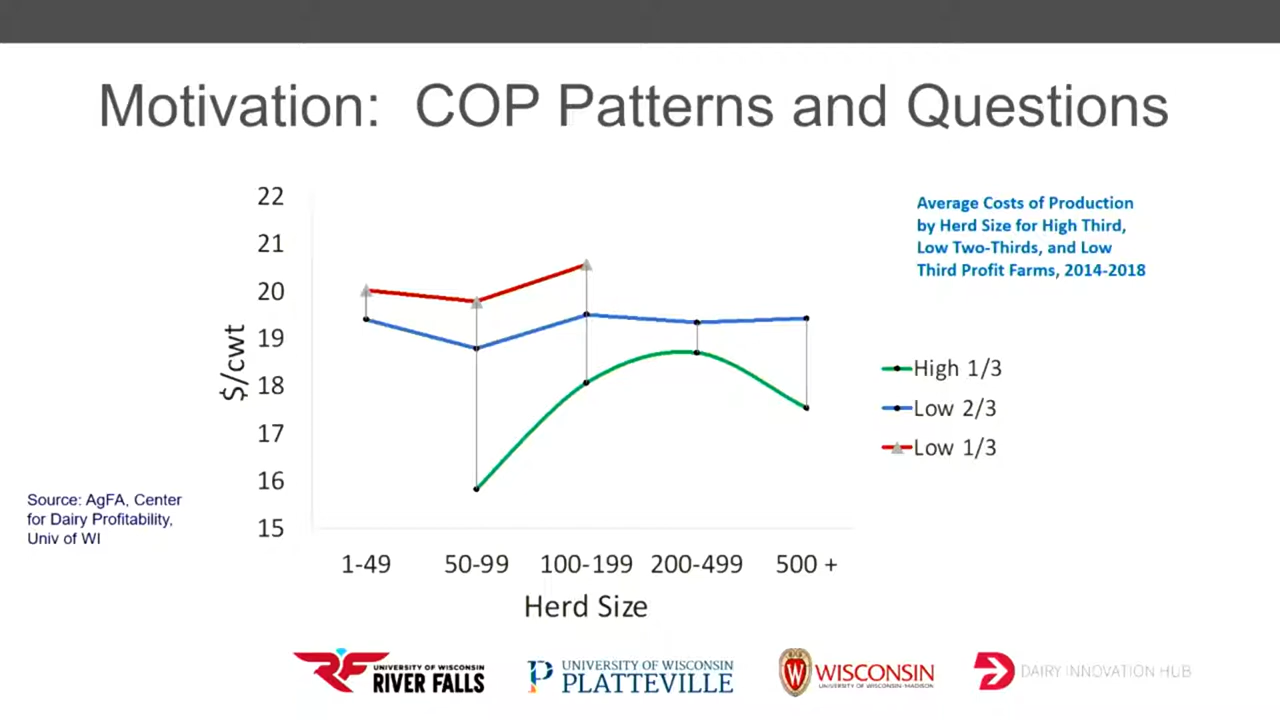 Motivation: COP Patterns and Questions
22
21
20
19
18
17
16
15
$/cwt
1-49
50-99
100-199
200-499
500 +
Herd Size
Average Costs of Production
by Herd Size for High Third,
Low Two-Thirds, and Low
Third Profit Farms, 2014-2018
High 1/3
Low 2/3
Low 1/3
Source: AgFA, Center
for Dairy Profitability,
Univ of WI
UNIVERSITY OF WISCONSIN
RIVER FALLS
UNIVERSITY OF WISCONSIN
PLATTEVILLE
WISCONSIN
UNIVERSITY OF WISCONSIN-MADISON
DAIRY INNOVATION HUB